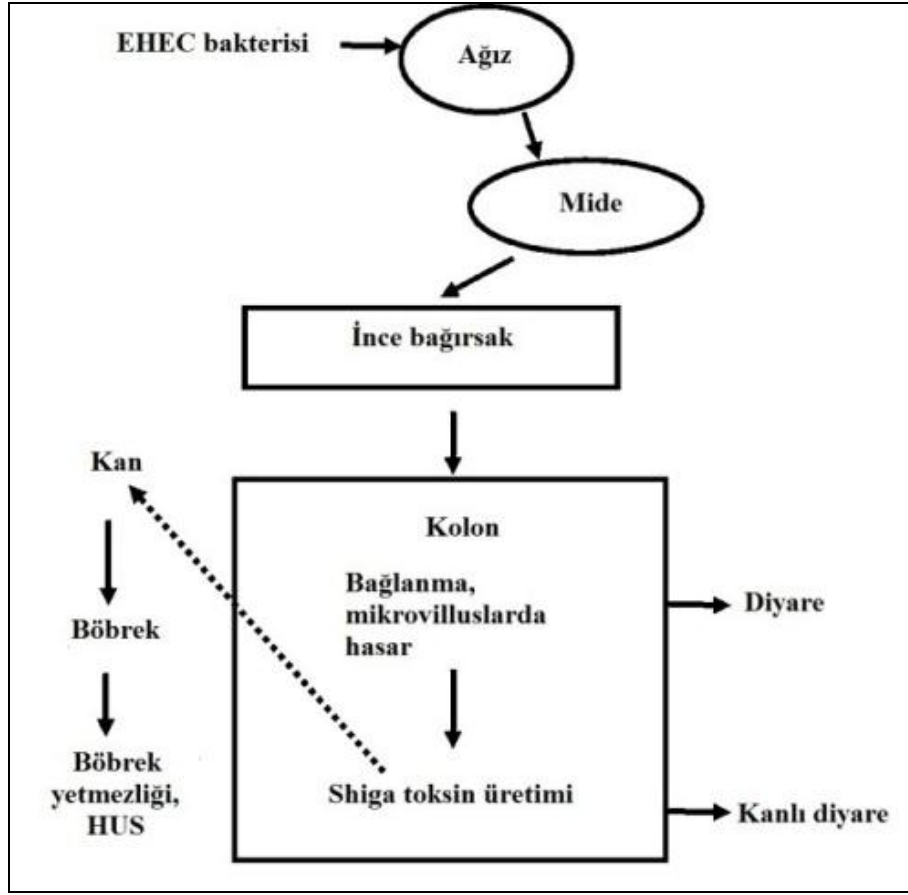 EHEC bakterisi
Ağız
Mide
İnce bağırsak
Kolon
Bağlanma,
mikrovilluslarda
hasar
Shiga toksin üretimi
Kan
Böbrek
Böbrek
yetmezliği,
HUS
Diyare
Kanlı diyare